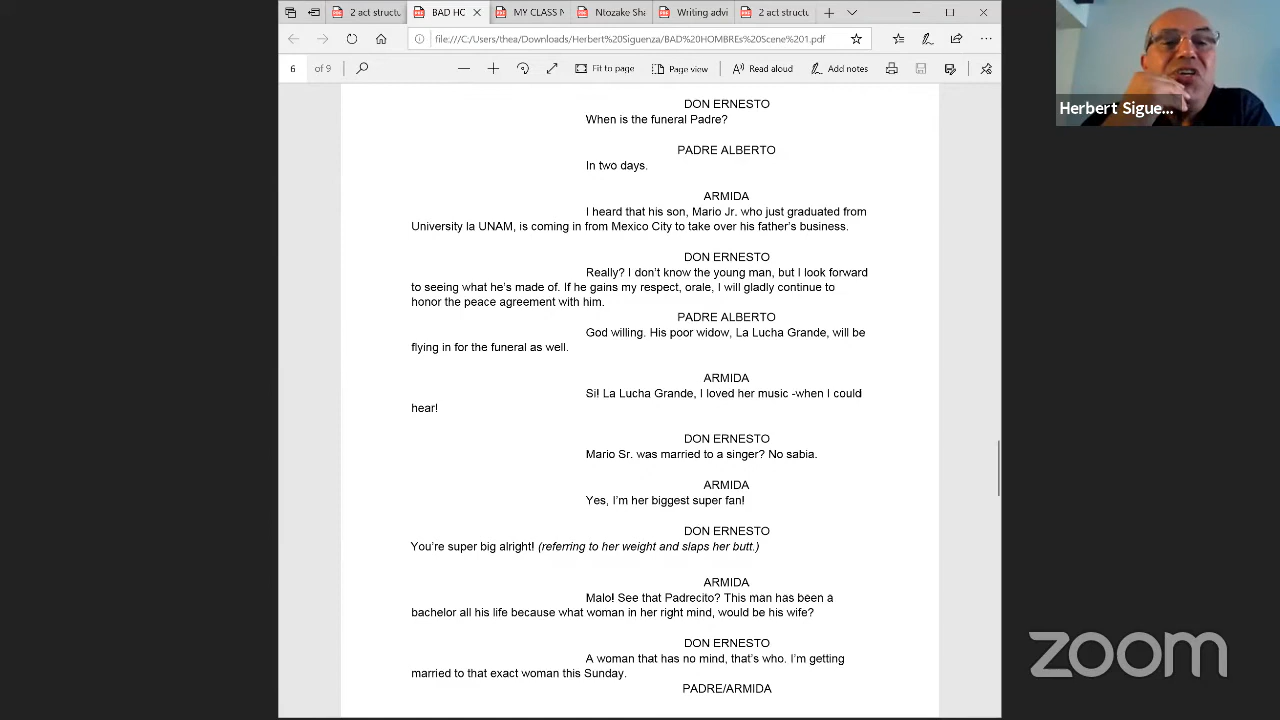 2 act structu
BAD HO
MY CLASS N
Ntozake Sha
Writing advi
2 act structu
file:///C:/Users/thea/Downloads/Herbert%20Siguenza/BAD%20HOMBREs%20Scene%201.pdf
6 of 9
Fit to page
Page view
Read aloud
Add notes
Herbert Sigue...
DON ERNESTO
When is the funeral Padre?
PADRE ALBERTO
In two days.
ARMIDA
I heard that his son, Mario Jr. who just graduated from
University la UNAM, is coming in from Mexico City to take over his father's business.
DON ERNESTO
Really? I don't know the young man, but I look forward
to seeing what he's made of. If he gains my respect, orale, I will gladly continue to
honor the peace agreement with him.
PADRE ALBERTO
God willing. His poor widow, La Lucha Grande, will be
flying in for the funeral as well.
ARMIDA
Si! La Lucha Grande, I loved her music -when I could
hear!
DON ERNESTO
Mario Sr. was married to a singer? No sabia.
ARMIDA
Yes, I'm her biggest super fan!
DON ERNESTO
You're super big alright! (referring to her weight and slaps her butt.)
ARMIDA
Malo! See that Padrecito? This man has been a
bachelor all his life because what woman in her right mind, would be his wife?
DON ERNESTO
A woman that has no mind, that's who. I'm getting
married to that exact woman this Sunday.
PADRE/ARMIDA
zoom